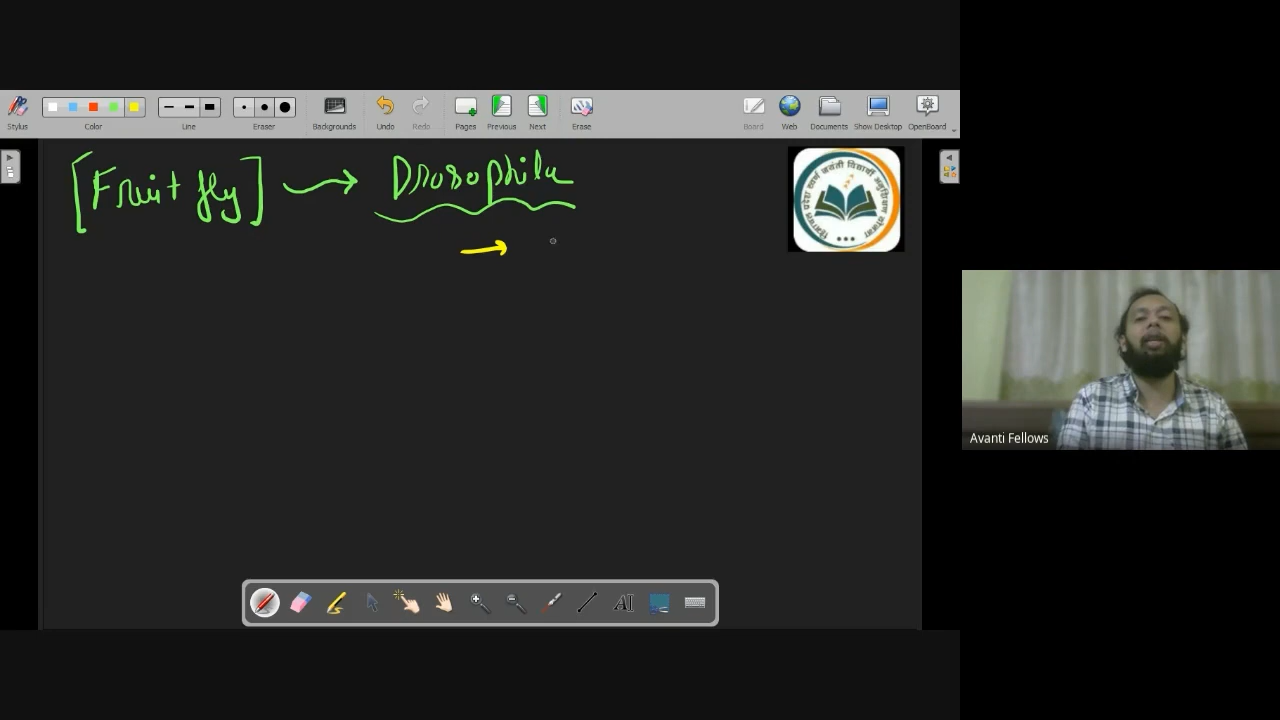 Stylus Color Line Eraser Backgrounds Undo Redo Pages Previous Next Erase Board Web Documents Show Desktop OpenBoard
[Fruit fly] → Drosophila
→
AI
Avanti Fellows